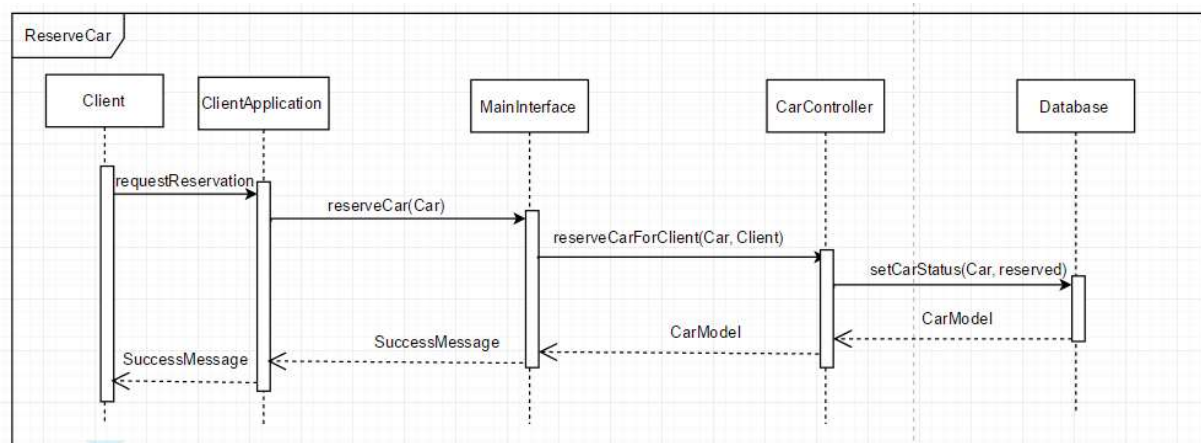 ReserveCar
Client
ClientApplication
MainInterface
CarController
Database
requestReservation
reserveCar(Car)
reserveCarForClient(Car, Client)
setCarStatus(Car, reserved)
CarModel
CarModel
SuccessMessage
SuccessMessage